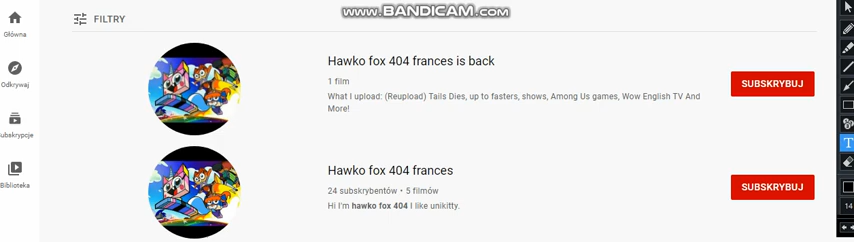 www.BANDICAM.com
FILTRY
Główna
Hawko fox 404 frances is back
1 film
What I upload: (Reupload) Tails Dies, up to fasters, shows, Among Us games, Wow English TV And
More!
SUBSKRYBUJ
Odkrywaj
ubskrypcje
Biblioteka
Hawko fox 404 frances
24 subskrybentów • 5 filmów
Hi I'm hawko fox 404 I like unikitty.
SUBSKRYBUJ
T
14